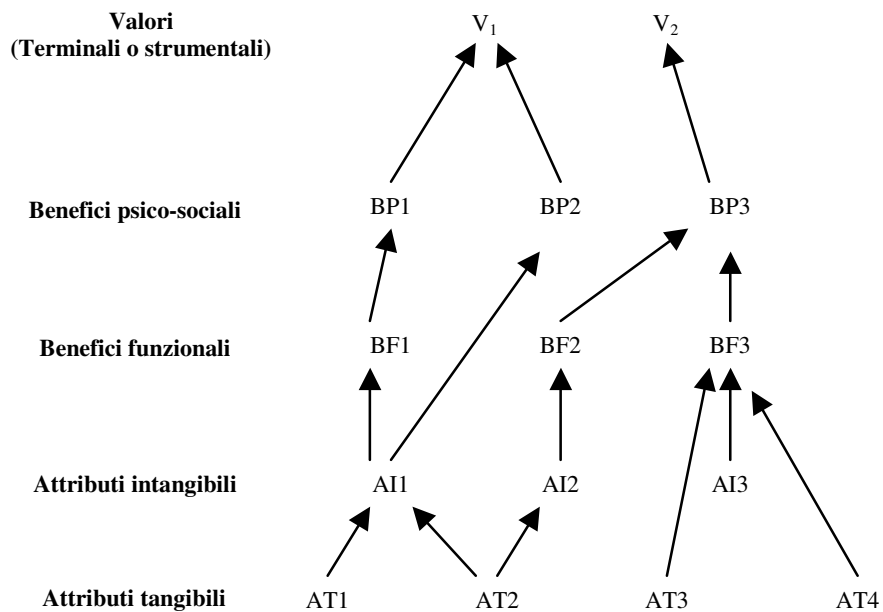 Valori
(Terminali o strumentali)
V₁ V₂
Benefici psico-sociali BP1 BP2 BP3
Benefici funzionali BF1 BF2 BF3
Attributi intangibili AI1 AI2 AI3
Attributi tangibili AT1 AT2 AT3 AT4